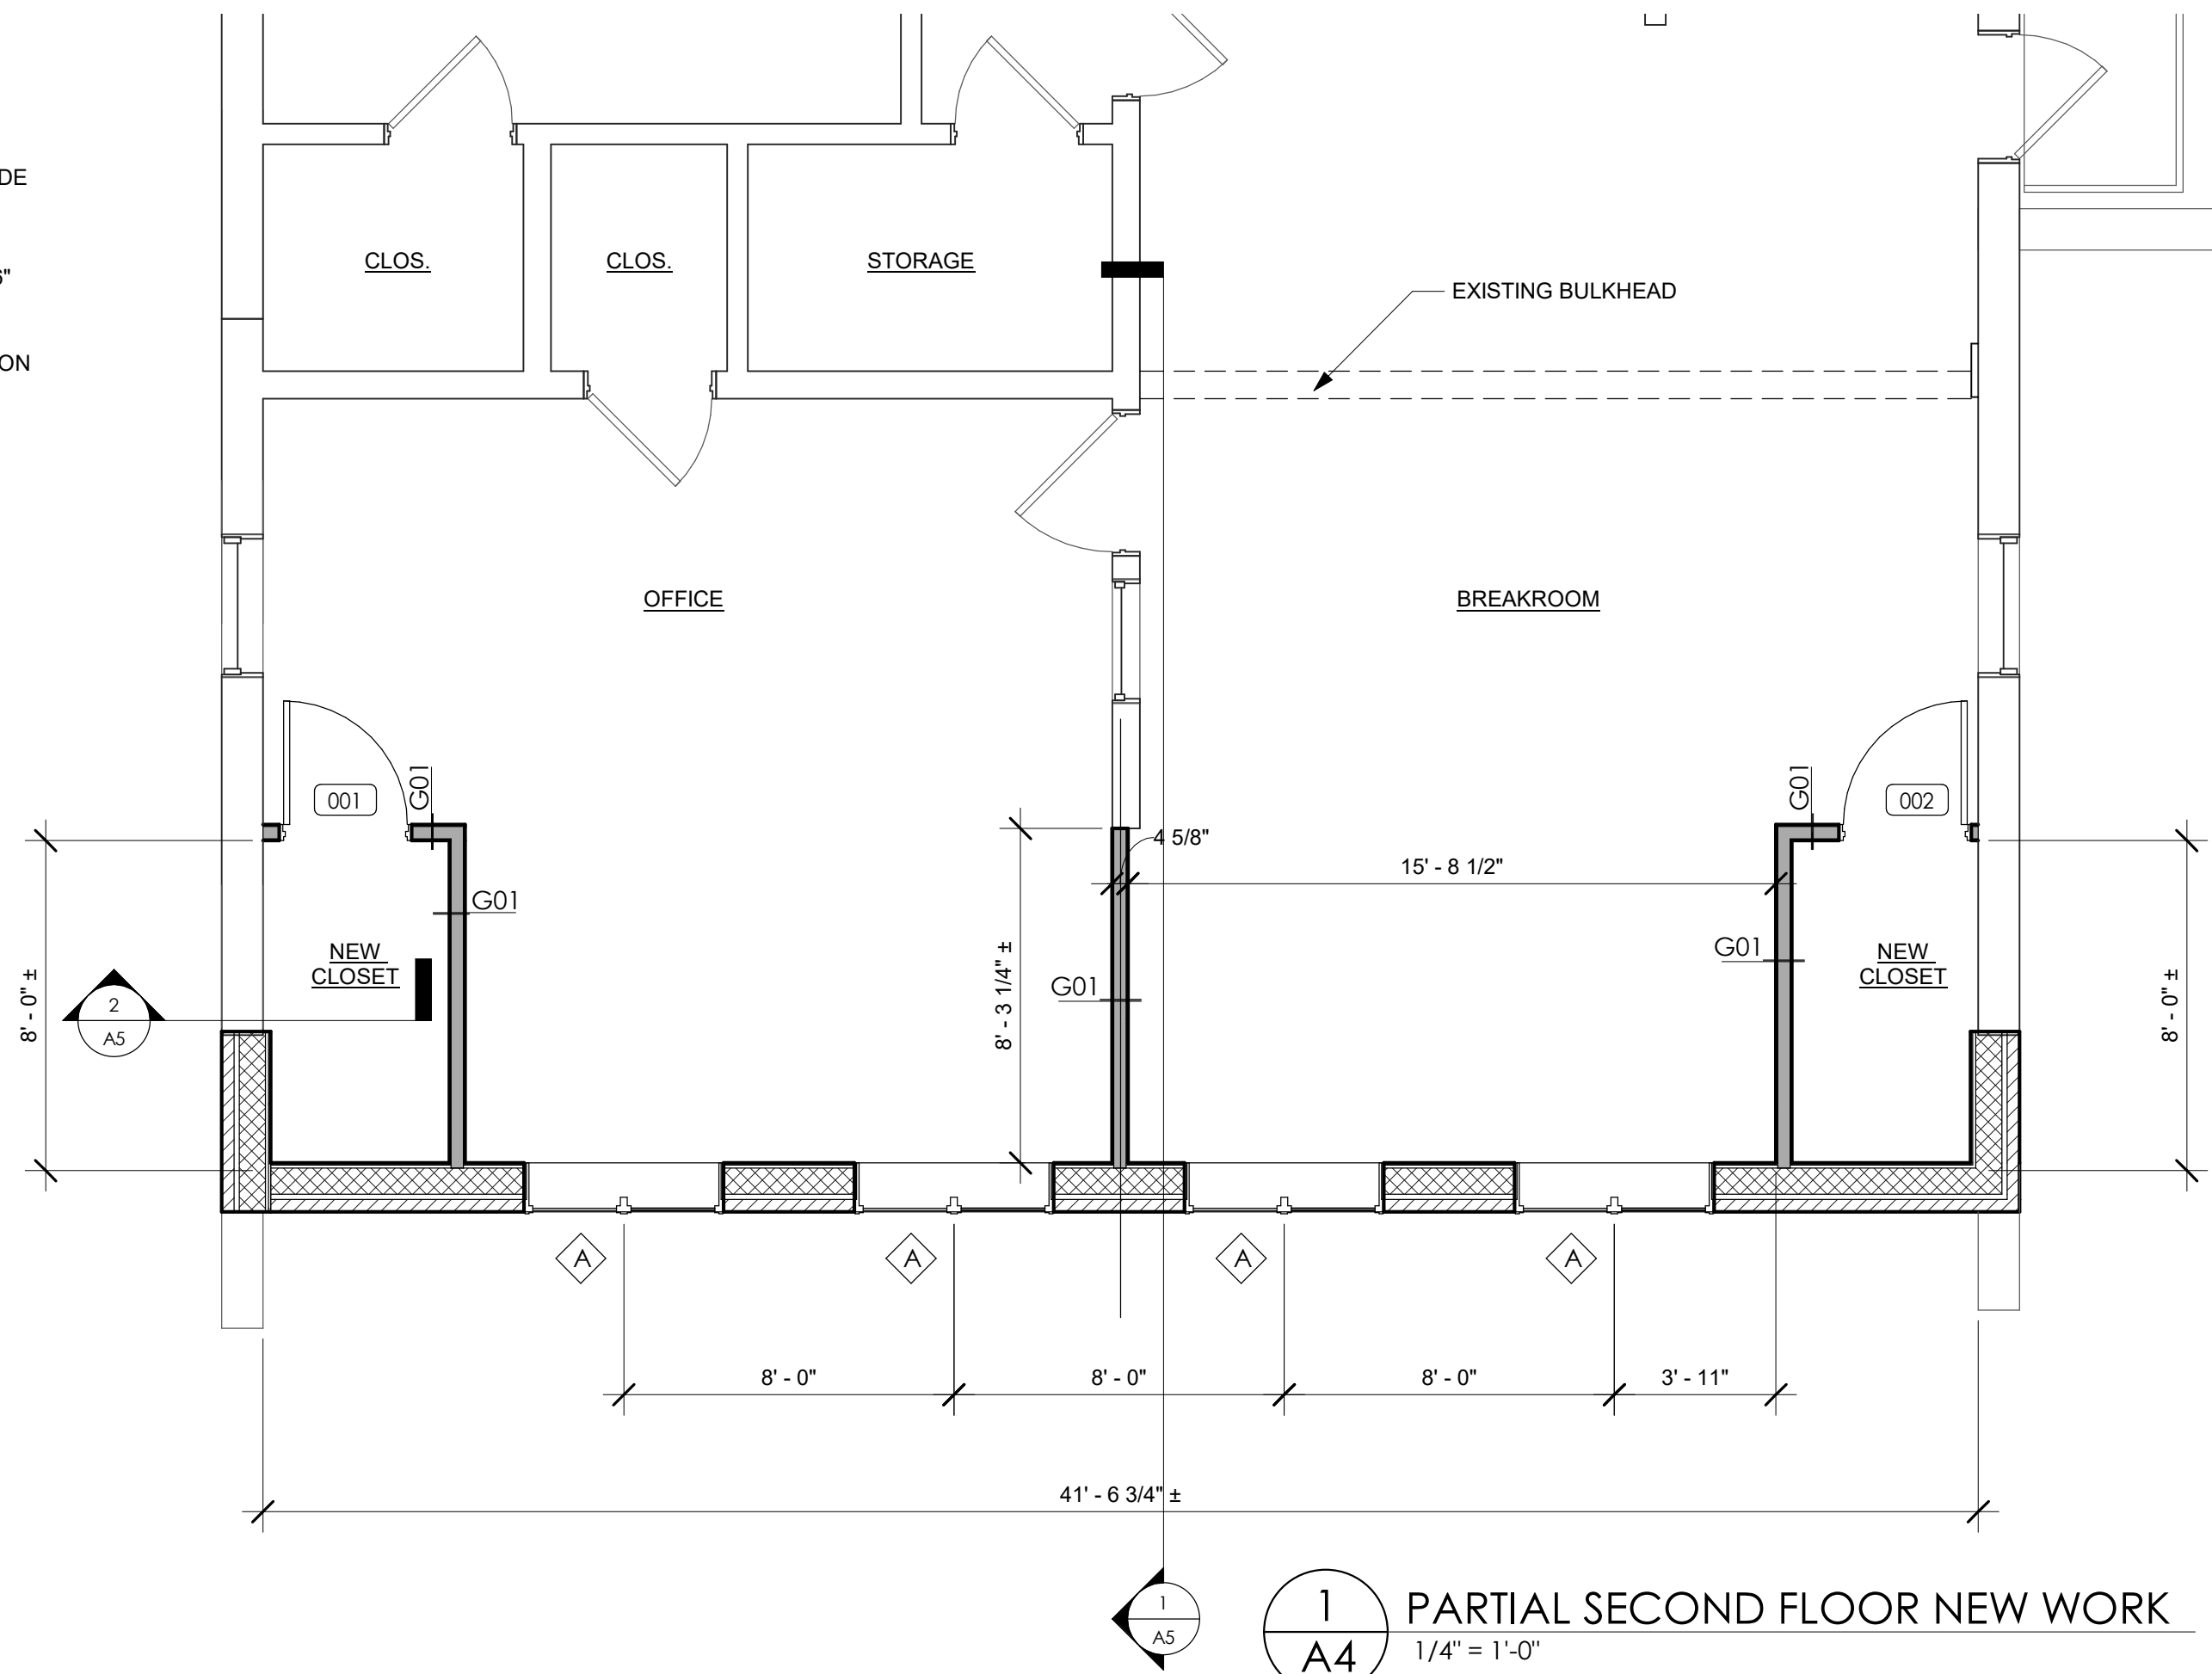 DE
6"
ON
CLOS.
CLOS.
STORAGE
EXISTING BULKHEAD
OFFICE
BREAKROOM
001
G01
G01
002
4 5/8"
15' - 8 1/2"
G01
G01
NEW
CLOSET
NEW
CLOSET
8' - 0" ±
2
A5
8' - 3 1/4" ±
G01
8' - 0" ±
A
A
A
A
8' - 0"
8' - 0"
8' - 0"
3' - 11"
41' - 6 3/4" ±
1
A5
1
A4
PARTIAL SECOND FLOOR NEW WORK
1/4" = 1'-0"